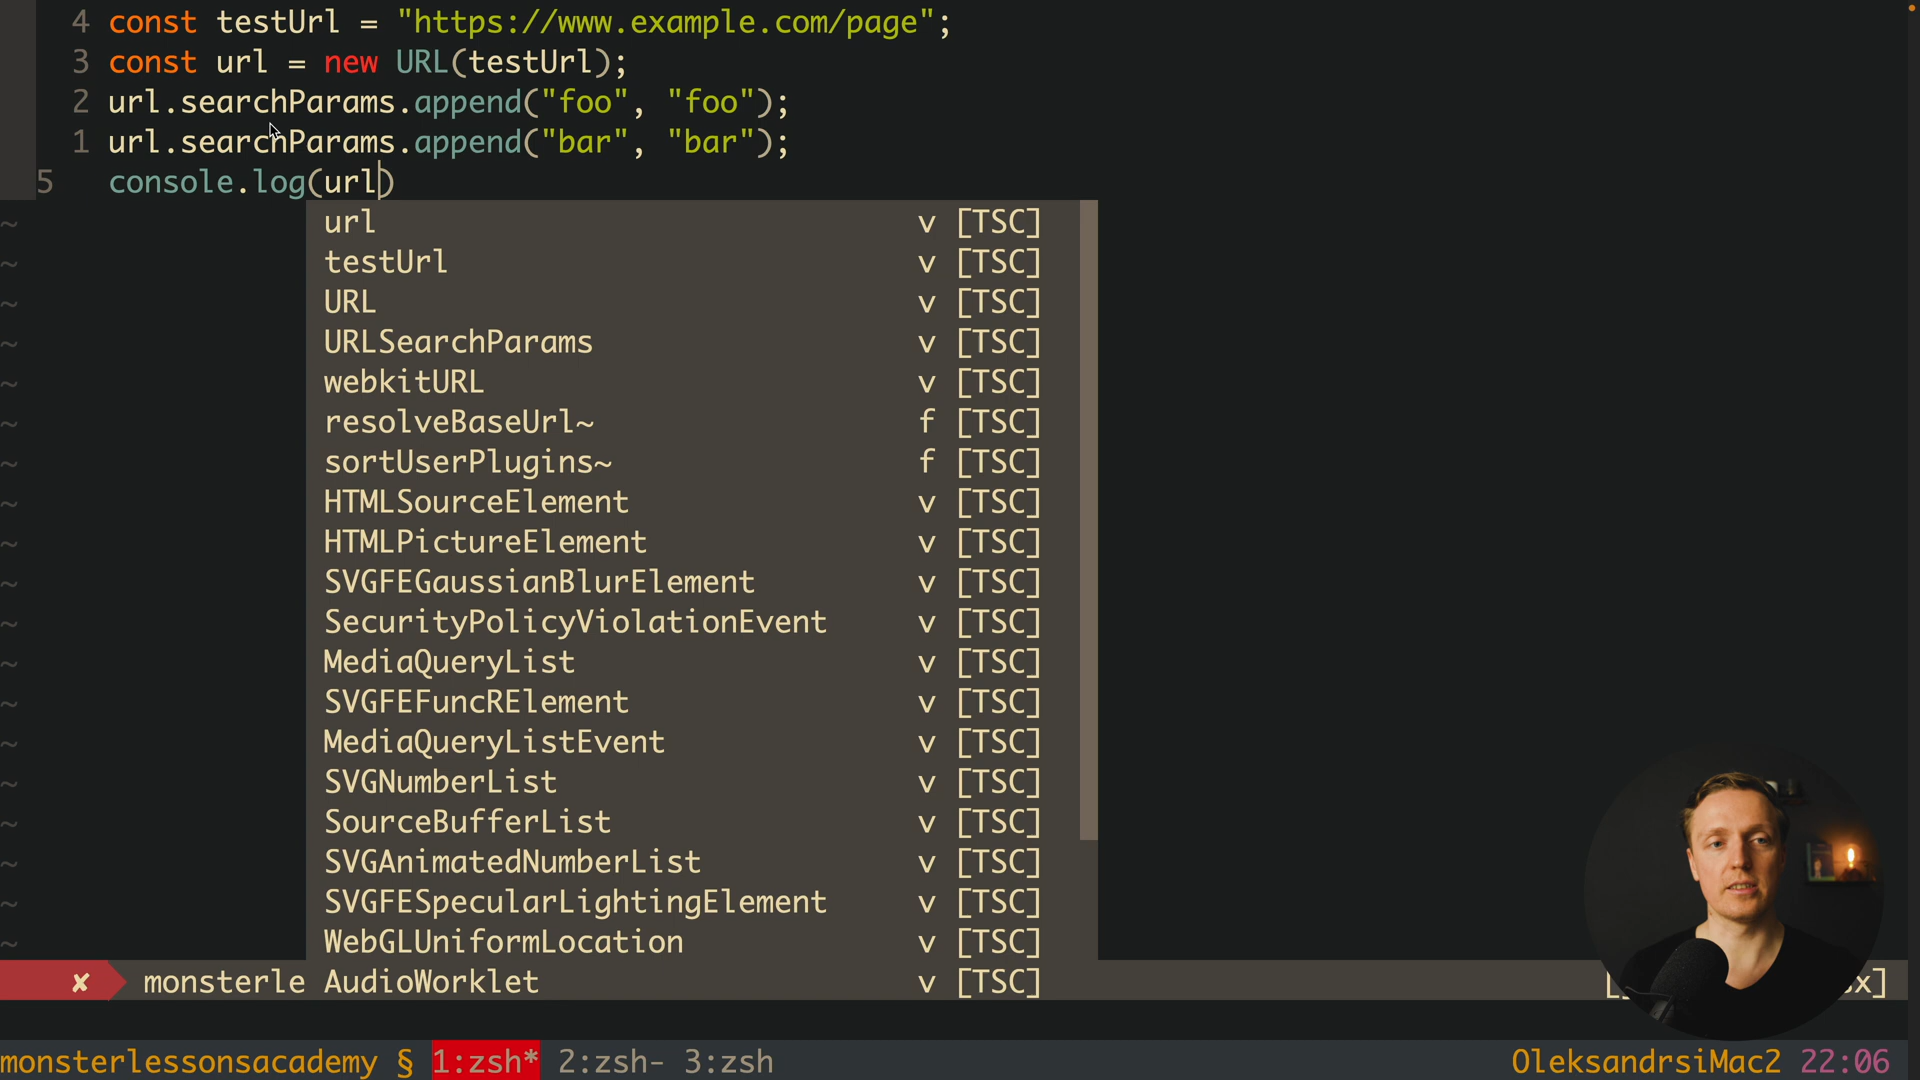 4 const testUrl = "https://www.example.com/page";
3 const url = new URL(testUrl);
2 url.searchParams.append("foo", "foo");
1 url.searchParams.append("bar", "bar");
5 console.log(url)
~ url v [TSC]
~ testUrl v [TSC]
~ URL v [TSC]
~ URLSearchParams v [TSC]
~ webkitURL v [TSC]
~ resolveBaseUrl~ f [TSC]
~ sortUserPlugins~ f [TSC]
~ HTMLSourceElement v [TSC]
~ HTMLPictureElement v [TSC]
~ SVGFEGaussianBlurElement v [TSC]
~ SecurityPolicyViolationEvent v [TSC]
~ MediaQueryList v [TSC]
~ SVGFEFuncRElement v [TSC]
~ MediaQueryListEvent v [TSC]
~ SVGNumberList v [TSC]
~ SourceBufferList v [TSC]
~ SVGAnimatedNumberList v [TSC]
~ SVGFESpecularLightingElement v [TSC]
~ WebGLUniformLocation v [TSC]
✘ monsterle AudioWorklet v [TSC]
monsterlessonsacademy § 1:zsh* 2:zsh- 3:zsh OleksandrsiMac2 22:06